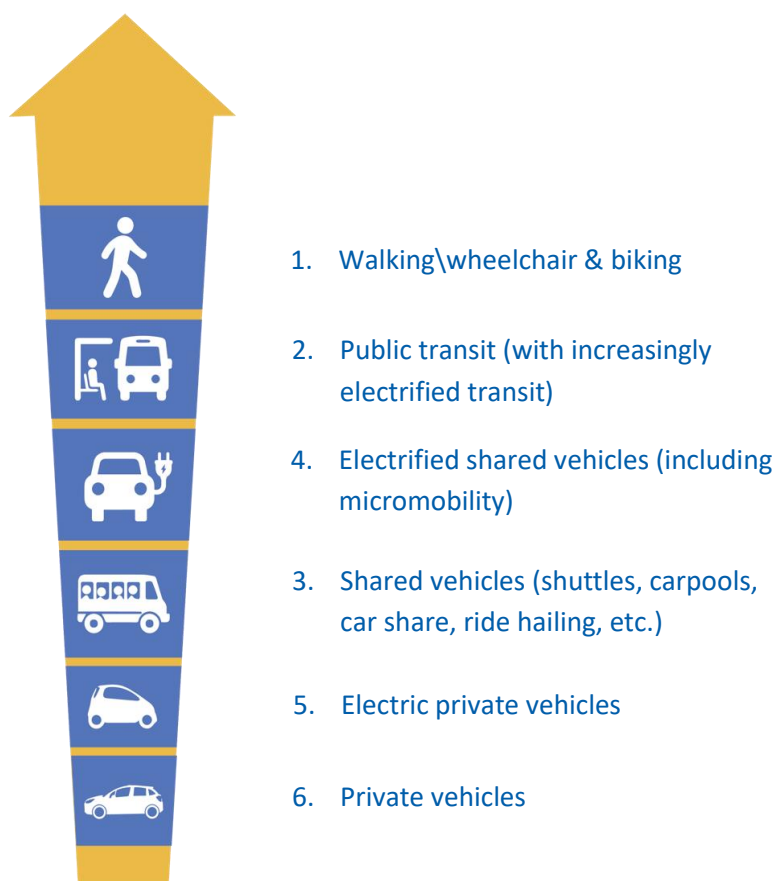 1. Walking\wheelchair & biking
2. Public transit (with increasingly
electrified transit)
4. Electrified shared vehicles (including
micromobility)
3. Shared vehicles (shuttles, carpools,
car share, ride hailing, etc.)
5. Electric private vehicles
6. Private vehicles